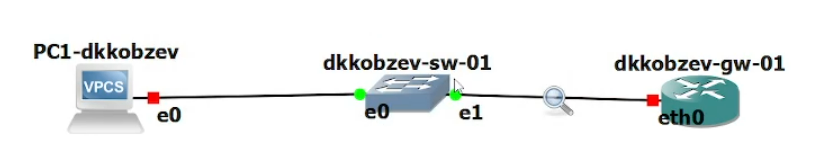 PC1-dkkobzev
dkkobzev-sw-01
dkkobzev-gw-01
VPCS
e0
e0
e1
eth0